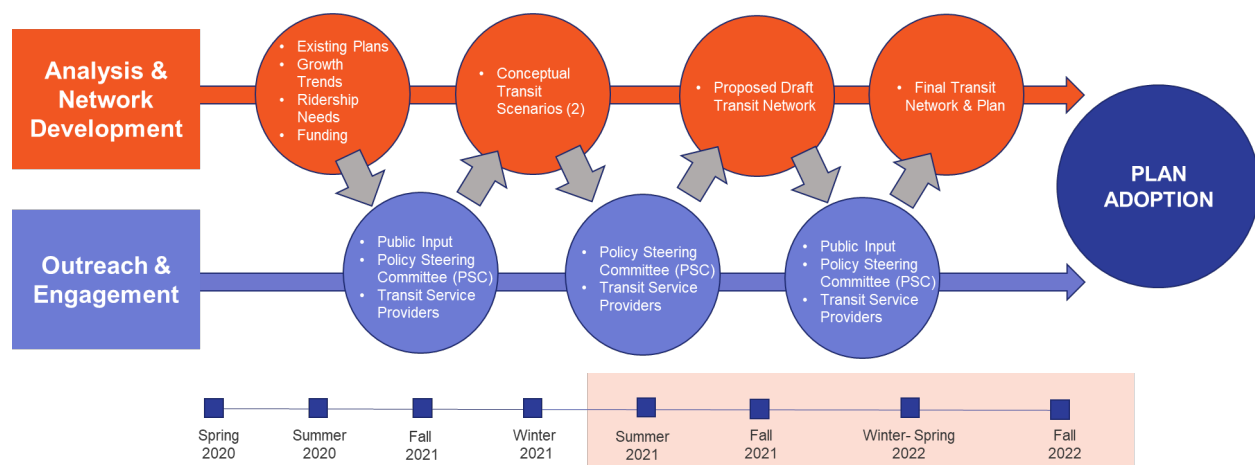 Analysis &
Network
Development
• Existing Plans
• Growth
Trends
• Ridership
Needs
• Funding
• Conceptual
Transit
Scenarios (2)
• Proposed Draft
Transit Network
• Final Transit
Network & Plan
PLAN
ADOPTION
Outreach &
Engagement
• Public Input
• Policy Steering
Committee (PSC)
• Transit Service
Providers
• Policy Steering
Committee (PSC)
• Transit Service
Providers
• Public Input
• Policy Steering
Committee (PSC)
• Transit Service
Providers
Spring
2020
Summer
2020
Fall
2021
Winter
2021
Summer
2021
Fall
2021
Winter- Spring
2022
Fall
2022